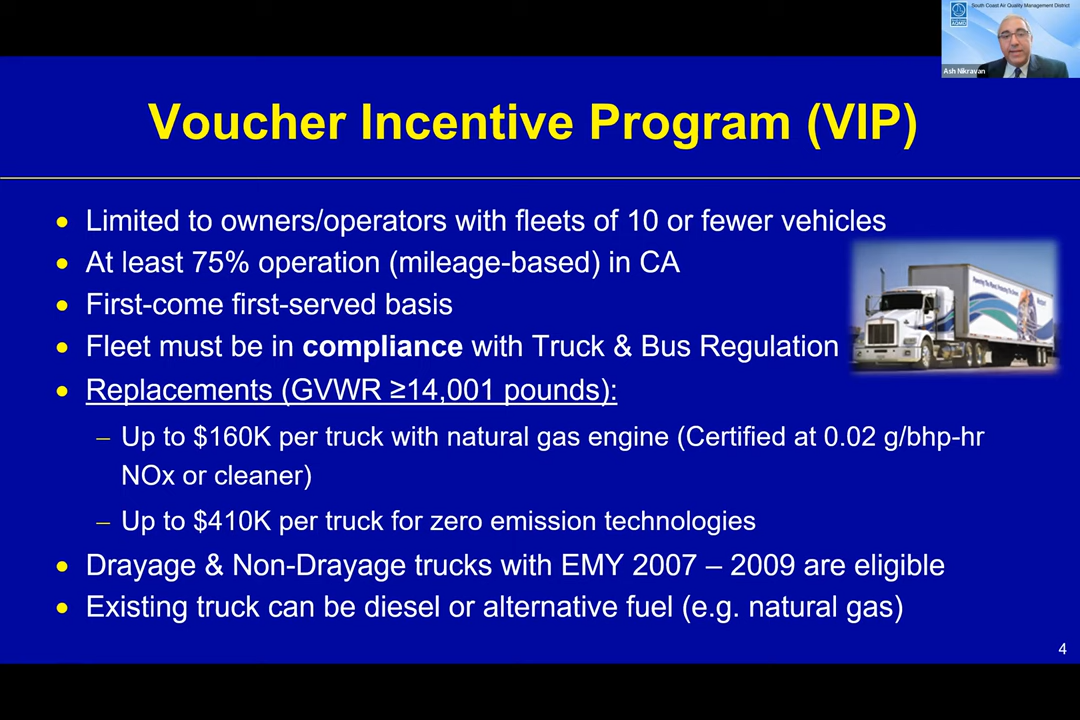 South Coast Air Quality Management District
AQMD
Ash Nikravan
Voucher Incentive Program (VIP)
• Limited to owners/operators with fleets of 10 or fewer vehicles
• At least 75% operation (mileage-based) in CA
• First-come first-served basis
• Fleet must be in compliance with Truck & Bus Regulation
• Replacements (GVWR ≥14,001 pounds):
– Up to $160K per truck with natural gas engine (Certified at 0.02 g/bhp-hr
NOx or cleaner)
– Up to $410K per truck for zero emission technologies
• Drayage & Non-Drayage trucks with EMY 2007 – 2009 are eligible
• Existing truck can be diesel or alternative fuel (e.g. natural gas)
4